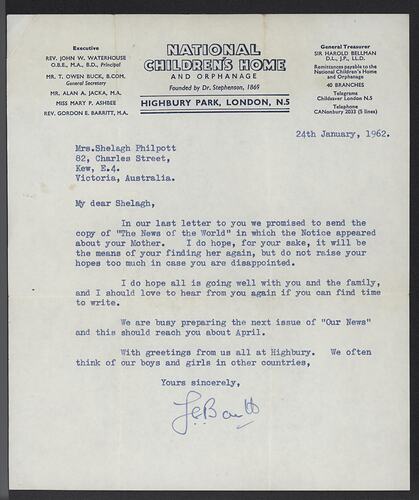 Executive
REV. JOHN W. WATERHOUSE
O.B.E., M.A., B.D., Principal
MR. T. OWEN BUCK, B.COM.
General Secretary
MR. ALAN A. JACKA, M.A.
MISS MARY P. ASHBEE
REV. GORDON E. BARRITT, M.A.
NATIONAL
CHILDREN'S HOME
AND ORPHANAGE
Founded by Dr. Stephenson, 1869
HIGHBURY PARK, LONDON, N.5
General Treasurer
SIR HAROLD BELLMAN
D.L., J.P., LL.D.
Remittances payable to the
National Children's Home
and Orphanage
40 BRANCHES
Telegrams
Childsaver London N.5
Telephone
CANonbury 2033 (5 lines)
24th January, 1962.
Mrs.Shelagh Philpott
82, Charles Street,
Kew, E.4.
Victoria, Australia.
My dear Shelagh,
In our last letter to you we promised to send the
copy of "The News of the World" in which the Notice appeared
about your Mother. I do hope, for your sake, it will be
the means of your finding her again, but do not raise your
hopes too much in case you are disappointed.
I do hope all is going well with you and the family,
and I should love to hear from you again if you can find time
to write.
We are busy preparing the next issue of "Our News"
and this should reach you about April.
With greetings from us all at Highbury. We often
think of our boys and girls in other countries,
Yours sincerely,